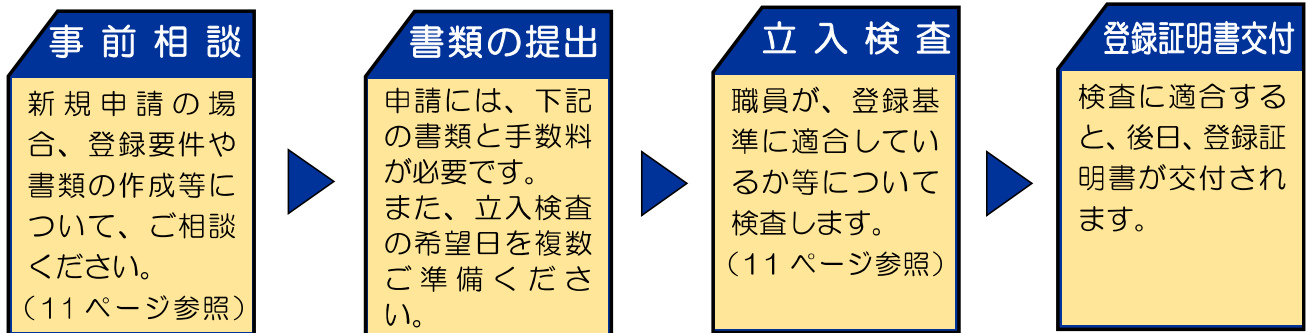 事前相談
新規申請の場
合、登録要件や
書類の作成等に
ついて、ご相談
ください。
（11 ページ参照）
書類の提出
申請には、下記
の書類と手数料
が必要です。
また、立入検査
の希望日を複数
ご準備くださ
い。
立入検査
職員が、登録基
準に適合してい
るか等について
検査します。
（11 ページ参照）
登録証明書交付
検査に適合する
と、後日、登録証
明書が交付され
ます。